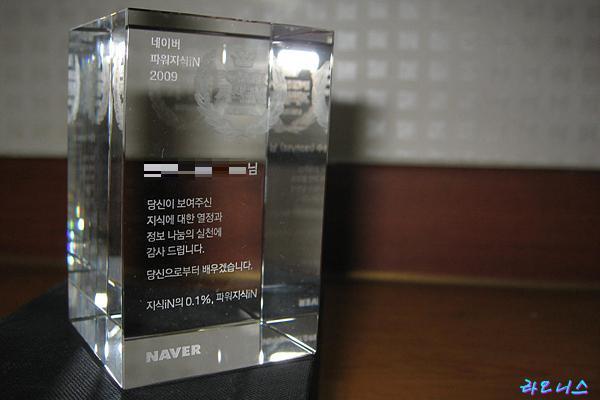 네이버
파워지식iN
2009
님
당신이 보여주신
지식에 대한 열정과
정보 나눔의 실천에
감사 드립니다.
당신으로부터 배우겠습니다.
지식iN의 0.1%, 파워지식iN
NAVER
라오니스